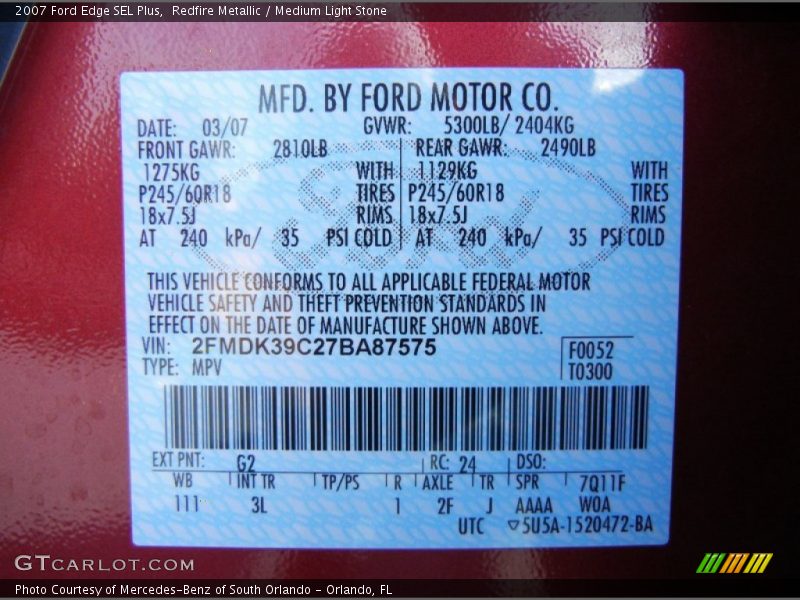 2007 Ford Edge SEL Plus,  Redfire Metallic / Medium Light Stone
MFD. BY FORD MOTOR CO.
DATE: 03/07 GVWR: 5300LB/ 2404KG
FRONT GAWR: 2810LB REAR GAWR: 2490LB
1275KG WITH 1129KG WITH
P245/60R18 TIRES P245/60R18 TIRES
18x7.5J RIMS 18x7.5J RIMS
AT 240 kPa/ 35 PSI COLD AT 240 kPa/ 35 PSI COLD
THIS VEHICLE CONFORMS TO ALL APPLICABLE FEDERAL MOTOR
VEHICLE SAFETY AND THEFT PREVENTION STANDARDS IN
EFFECT ON THE DATE OF MANUFACTURE SHOWN ABOVE.
VIN: 2FMDK39C27BA87575 F0052
TYPE: MPV T0300
EXT PNT: G2 RC: 24 DSO:
WB INT TR TP/PS R AXLE TR SPR 7Q11F
111 3L 1 2F J AAAA W0A
UTC ▽5U5A-1520472-BA
GTCARLOT.COM
Photo Courtesy of Mercedes-Benz of South Orlando - Orlando, FL